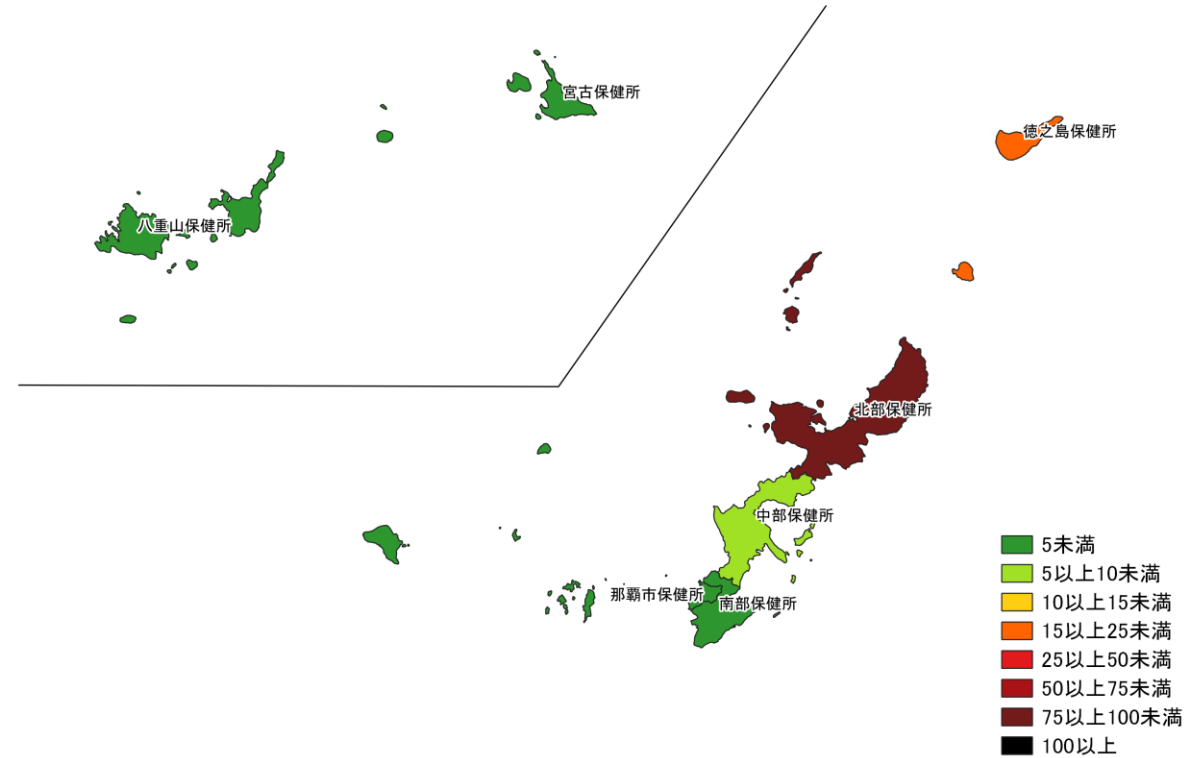 宮古保健所
徳之島保健所
八重山保健所
北部保健所
中部保健所
那覇市保健所
南部保健所
5未満
5以上10未満
10以上15未満
15以上25未満
25以上50未満
50以上75未満
75以上100未満
100以上